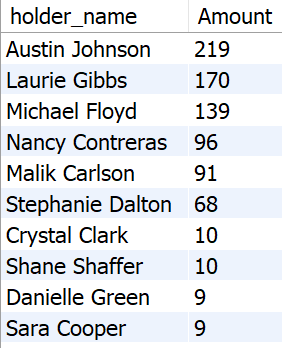 holder_name Amount
Austin Johnson 219
Laurie Gibbs 170
Michael Floyd 139
Nancy Contreras 96
Malik Carlson 91
Stephanie Dalton 68
Crystal Clark 10
Shane Shaffer 10
Danielle Green 9
Sara Cooper 9